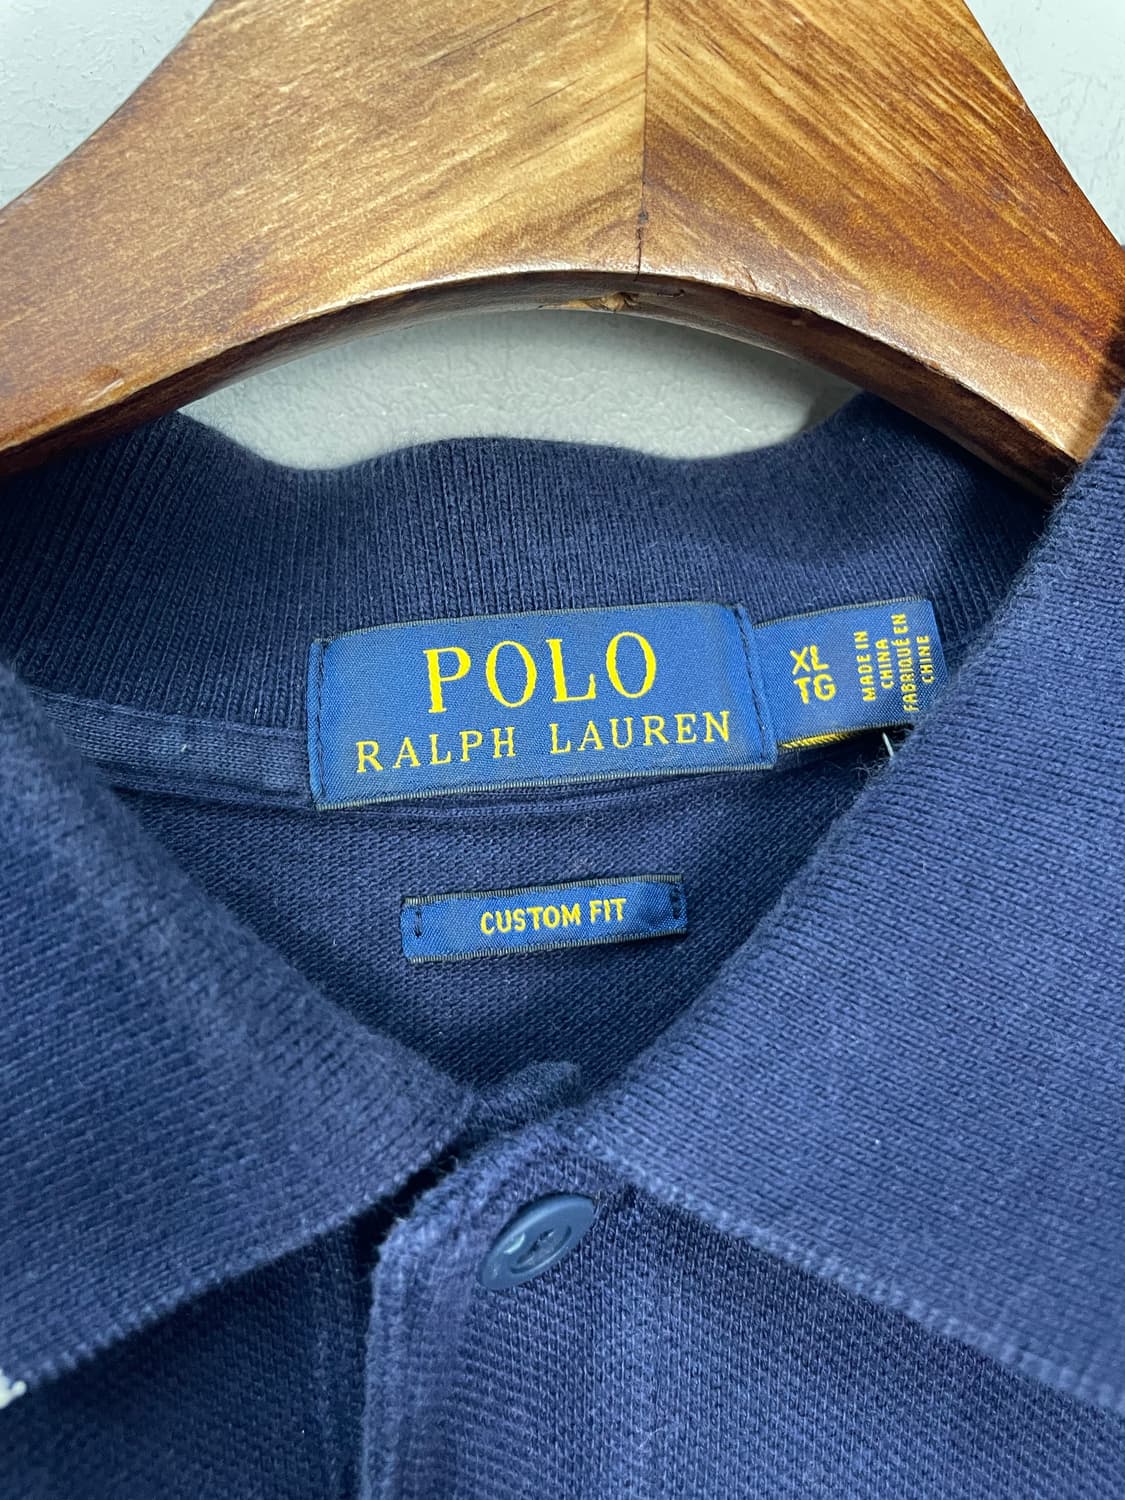 POLO
RALPH LAUREN
XL
TG
MADE IN
CHINA
FABRIQUÉ EN
CHINE
CUSTOM FIT